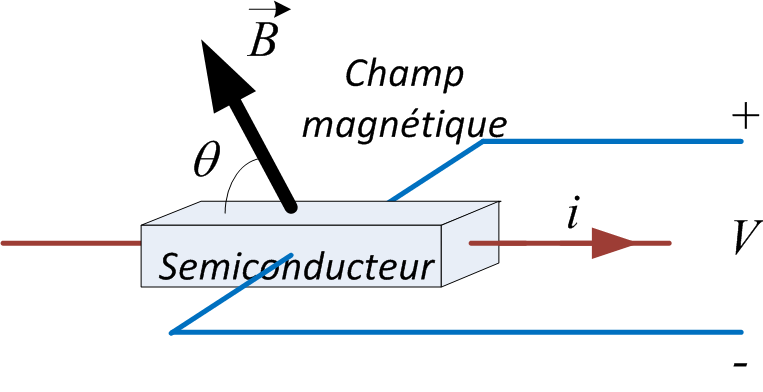 B
Champ
magnétique
+
θ
i
V
Semiconducteur
-